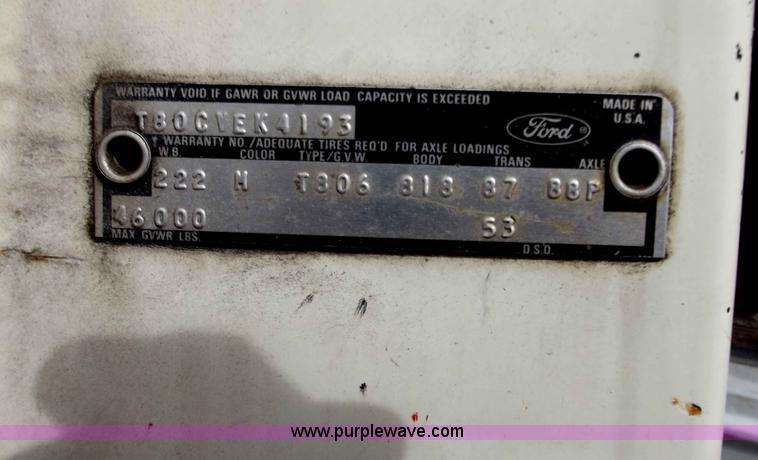 WARRANTY VOID IF GAWR OR GVWR LOAD CAPACITY IS EXCEEDED
MADE IN U.S.A.
T80CVEK4193
Ford
† WARRANTY NO./ADEQUATE TIRES REQ'D FOR AXLE LOADINGS
W.B. COLOR TYPE/G.V.W. BODY TRANS AXLE
222 M T806 818 87 88P
46000 53
MAX GVWR LBS. D.S.O.
www.purplewave.com